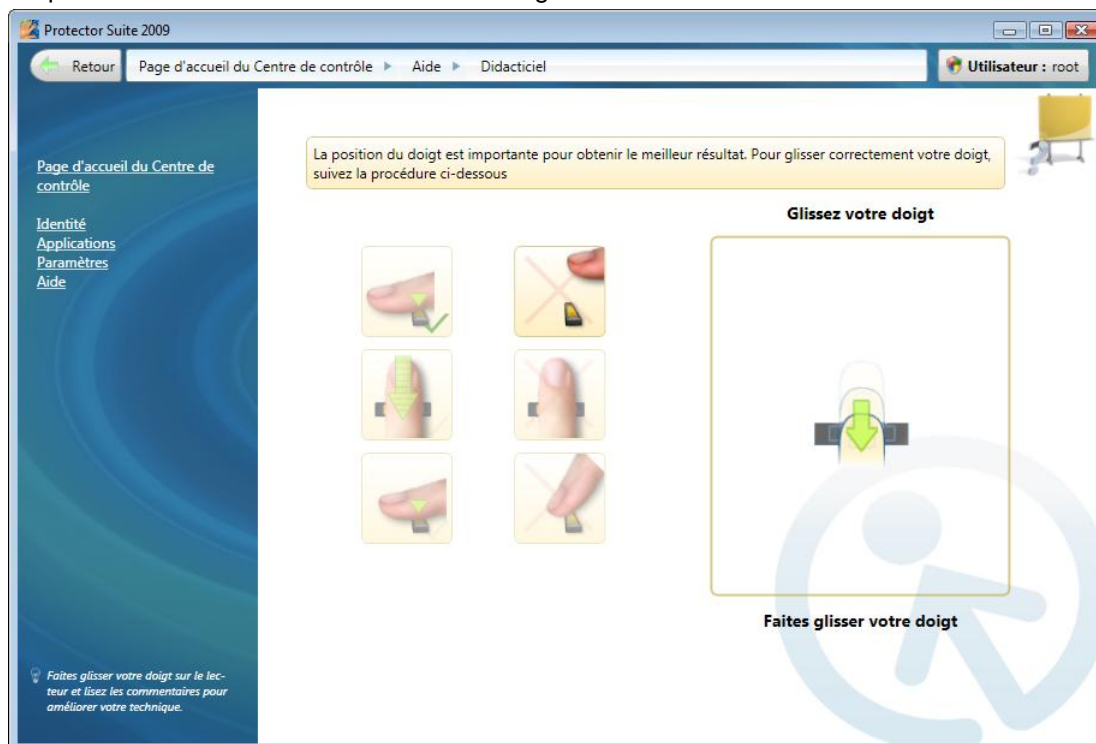 Protector Suite 2009
Retour
Page d'accueil du Centre de contrôle
Aide
Didacticiel
Utilisateur : root
Page d'accueil du Centre de
contrôle
Identité
Applications
Paramètres
Aide
Faites glisser votre doigt sur le lec-
teur et lisez les commentaires pour
améliorer votre technique.
La position du doigt est importante pour obtenir le meilleur résultat. Pour glisser correctement votre doigt,
suivez la procédure ci-dessous
Glissez votre doigt
Faites glisser votre doigt